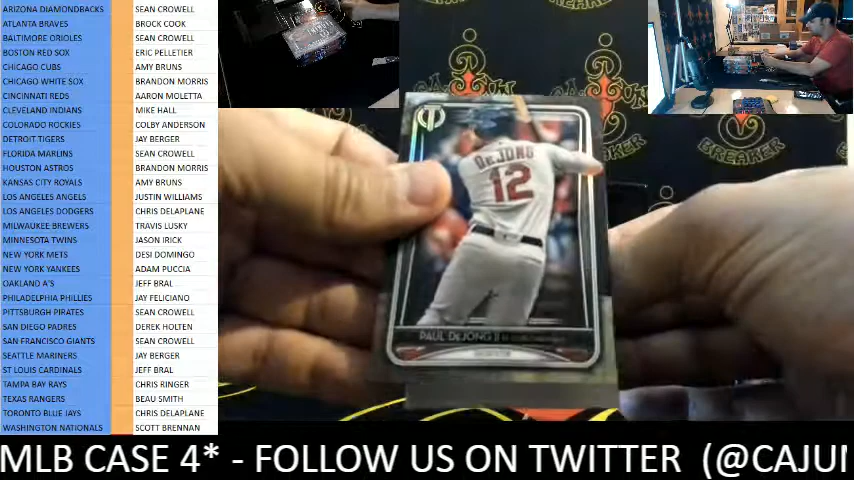 ARIZONA DIAMONDBACKS SEAN CROWELL
ATLANTA BRAVES BROCK COOK
BALTIMORE ORIOLES SEAN CROWELL
BOSTON RED SOX ERIC PELLETIER
CHICAGO CUBS AMY BRUNS
CHICAGO WHITE SOX BRANDON MORRIS
CINCINNATI REDS AARON MOLETTA
CLEVELAND INDIANS MIKE HALL
COLORADO ROCKIES COLBY ANDERSON
DETROIT TIGERS JAY BERGER
FLORIDA MARLINS SEAN CROWELL
HOUSTON ASTROS BRANDON MORRIS
KANSAS CITY ROYALS AMY BRUNS
LOS ANGELES ANGELS JUSTIN WILLIAMS
LOS ANGELES DODGERS CHRIS DELAPLANE
MILWAUKEE BREWERS TRAVIS LUSKY
MINNESOTA TWINS JASON IRICK
NEW YORK METS DESI DOMINGO
NEW YORK YANKEES ADAM PUCCIA
OAKLAND A'S JEFF BRAL
PHILADELPHIA PHILLIES JAY FELICIANO
PITTSBURGH PIRATES SEAN CROWELL
SAN DIEGO PADRES DEREK HOLTEN
SAN FRANCISCO GIANTS SEAN CROWELL
SEATTLE MARINERS JAY BERGER
ST LOUIS CARDINALS JEFF BRAL
TAMPA BAY RAYS CHRIS RINGER
TEXAS RANGERS BEAU SMITH
TORONTO BLUE JAYS CHRIS DELAPLANE
WASHINGTON NATIONALS SCOTT BRENNAN
DeJONG
12
PAUL DeJONG
BREAKER
MLB CASE 4* - FOLLOW US ON TWITTER (@CAJUN